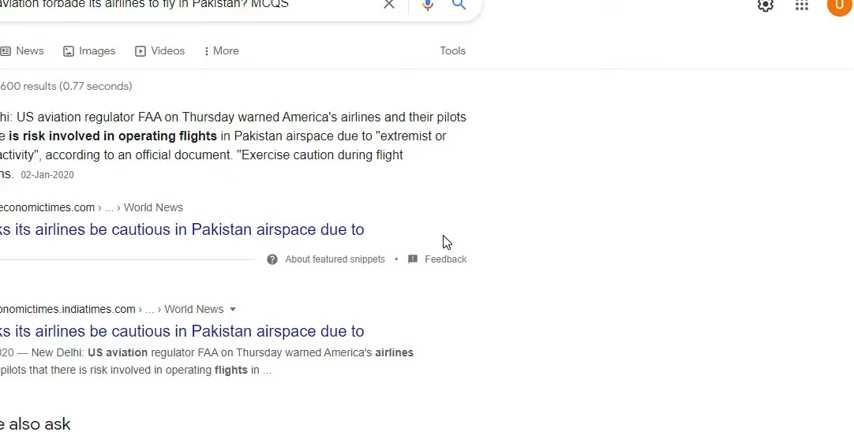 aviation forbade its airlines to fly in Pakistan? MCQS
U
News Images Videos More Tools
600 results (0.77 seconds)
hi: US aviation regulator FAA on Thursday warned America's airlines and their pilots
e is risk involved in operating flights in Pakistan airspace due to "extremist or
activity", according to an official document. "Exercise caution during flight
ns. 02-Jan-2020
economictimes.com › ... › World News
ks its airlines be cautious in Pakistan airspace due to
About featured snippets • Feedback
onomictimes.indiatimes.com › ... › World News
ks its airlines be cautious in Pakistan airspace due to
020 — New Delhi: US aviation regulator FAA on Thursday warned America's airlines
pilots that there is risk involved in operating flights in ...
e also ask